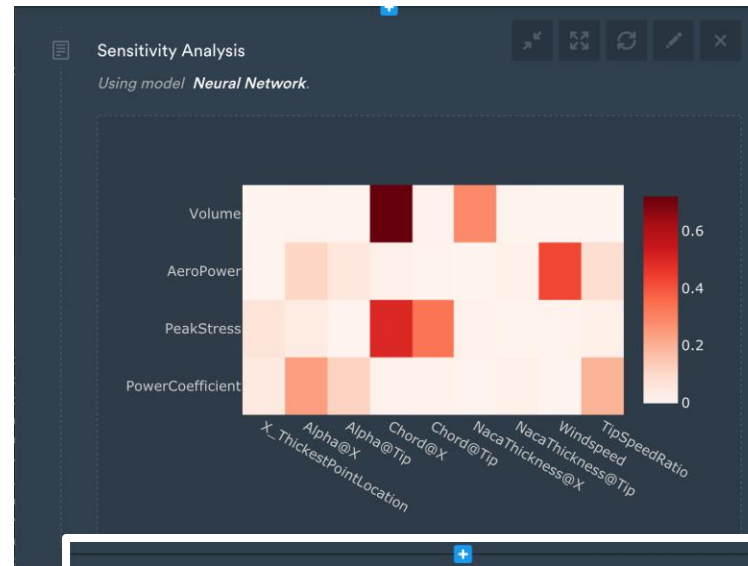 Sensitivity Analysis
Using model Neural Network.
Volume
AeroPower
PeakStress
PowerCoefficient
0.6
0.4
0.2
0
X_ThickestPointLocation
Alpha@X
Alpha@Tip
Chord@X
Chord@Tip
NacaThickness@X
NacaThickness@Tip
Windspeed
TipSpeedRatio